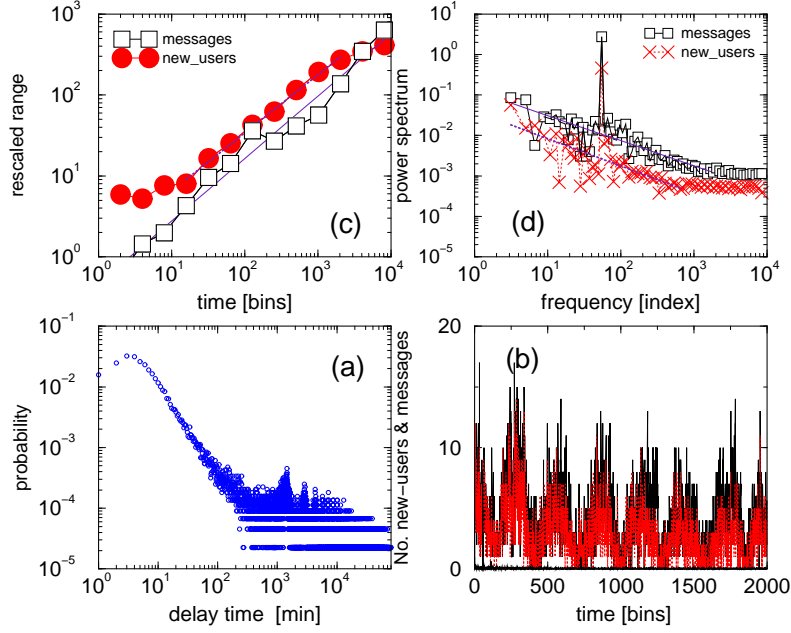 rescaled range
10^3
10^2
10^1
10^0
messages
new_users
(c)
10^0 10^1 10^2 10^3 10^4
time [bins]
power spectrum
10^1
10^0
10^-1
10^-2
10^-3
10^-4
10^-5
messages
new_users
(d)
10^0 10^2 10^4
frequency [index]
probability
10^-1
10^-2
10^-3
10^-4
10^-5
(a)
10^0 10^1 10^2 10^3 10^4
delay time [min]
No. new-users & messages
20
10
0
(b)
0 500 1000 1500 2000
time [bins]